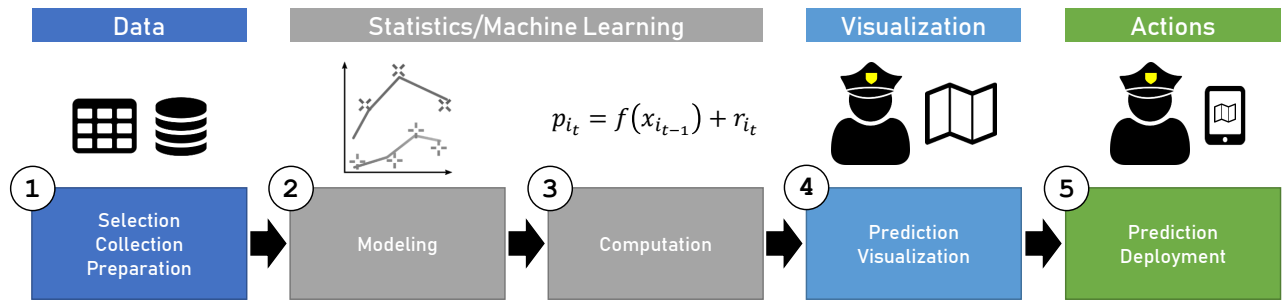 Data
Statistics/Machine Learning
Visualization
Actions
p_{i_t} = f(x_{i_{t-1}}) + r_{i_t}
1
Selection
Collection
Preparation
2
Modeling
3
Computation
4
Prediction
Visualization
5
Prediction
Deployment